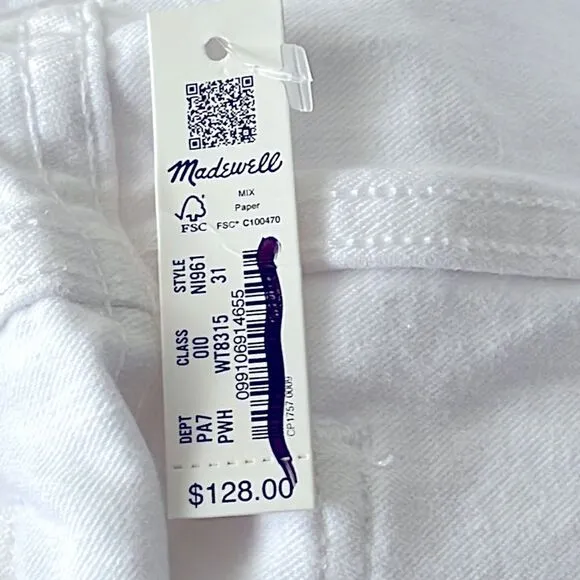 Madewell
MIX
Paper
FSC
FSC® C100470
DEPT CLASS STYLE
PA7 010 NI961
PWH WT8315 31
099106914655
CP1757 0009
$128.00